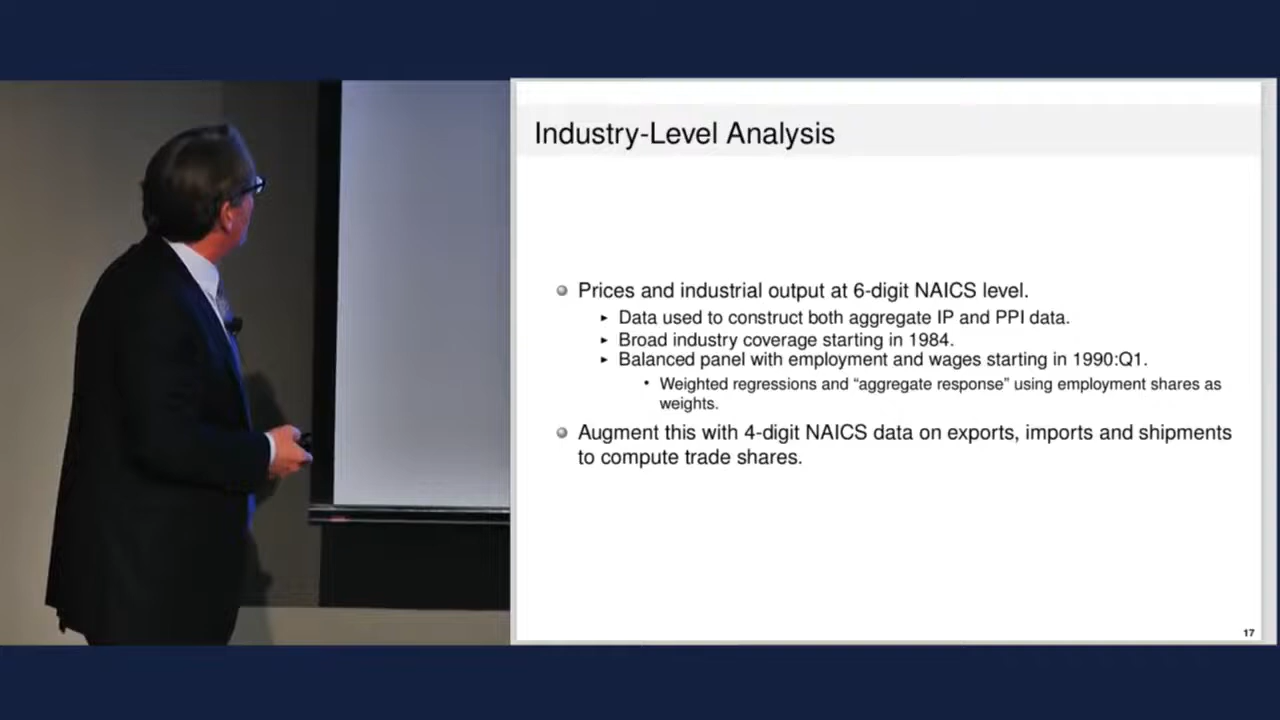 Industry-Level Analysis
Prices and industrial output at 6-digit NAICS level.
Data used to construct both aggregate IP and PPI data.
Broad industry coverage starting in 1984.
Balanced panel with employment and wages starting in 1990:Q1.
Weighted regressions and “aggregate response” using employment shares as
weights.
Augment this with 4-digit NAICS data on exports, imports and shipments
to compute trade shares.
17